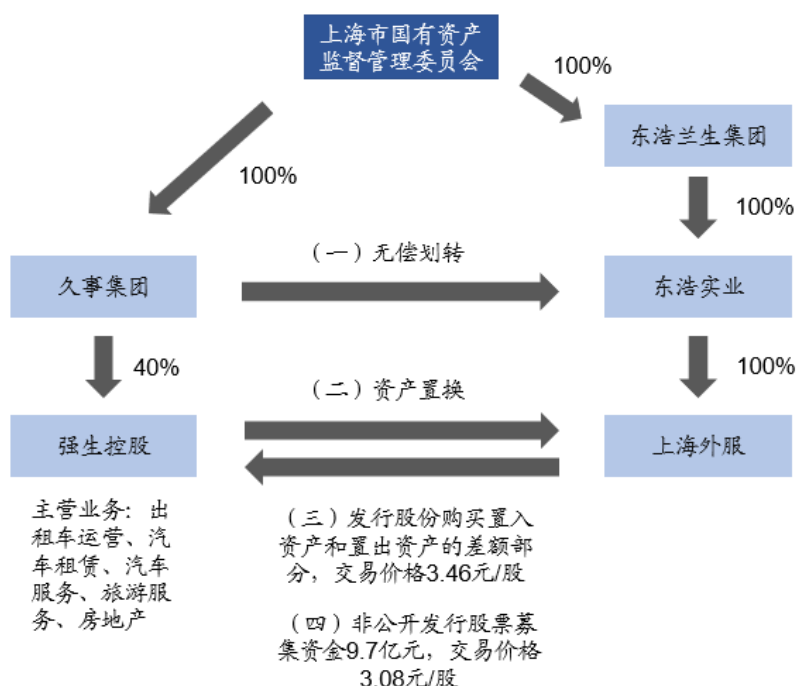 上海市国有资产
监督管理委员会
100%
东浩兰生集团
100%
100%
久事集团
（一）无偿划转
东浩实业
40%
（二）资产置换
100%
强生控股
上海外服
主营业务：出
租车运营、汽
车租赁、汽车
服务、旅游服
务、房地产
（三）发行股份购买置入
资产和置出资产的差额部
分，交易价格3.46元/股
（四）非公开发行股票募
集资金9.7亿元，交易价格
3.08元/股